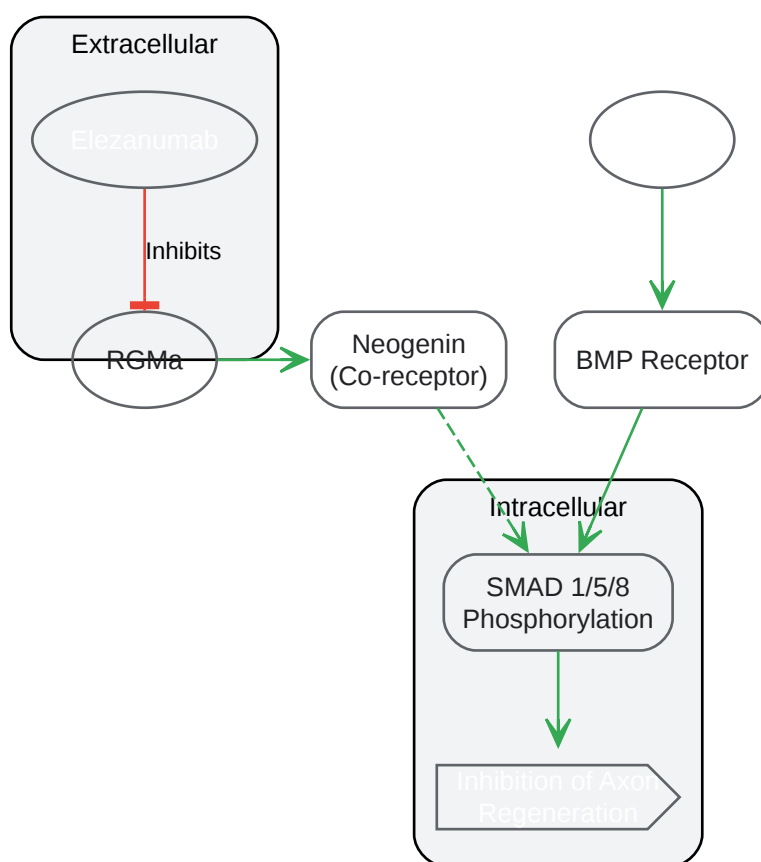 Extracellular
Elezanumab
Inhibits
RGMa
Neogenin
(Co-receptor)
BMP Receptor
Intracellular
SMAD 1/5/8
Phosphorylation
Inhibition of Axon
Regeneration